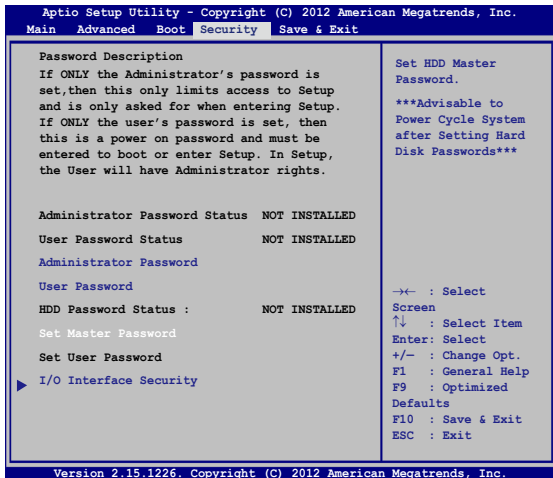 Aptio Setup Utility - Copyright (C) 2012 American Megatrends, Inc.
Main Advanced Boot Security Save & Exit
Password Description
If ONLY the Administrator's password is
set,then this only limits access to Setup
and is only asked for when entering Setup.
If ONLY the user's password is set, then
this is a power on password and must be
entered to boot or enter Setup. In Setup,
the User will have Administrator rights.
Administrator Password Status NOT INSTALLED
User Password Status NOT INSTALLED
Administrator Password
User Password
HDD Password Status : NOT INSTALLED
Set Master Password
Set User Password
I/O Interface Security
Set HDD Master
Password.
***Advisable to
Power Cycle System
after Setting Hard
Disk Passwords***
→← : Select
Screen
↑↓ : Select Item
Enter: Select
+/— : Change Opt.
F1 : General Help
F9 : Optimized
Defaults
F10 : Save & Exit
ESC : Exit
Version 2.15.1226. Copyright (C) 2012 American Megatrends, Inc.